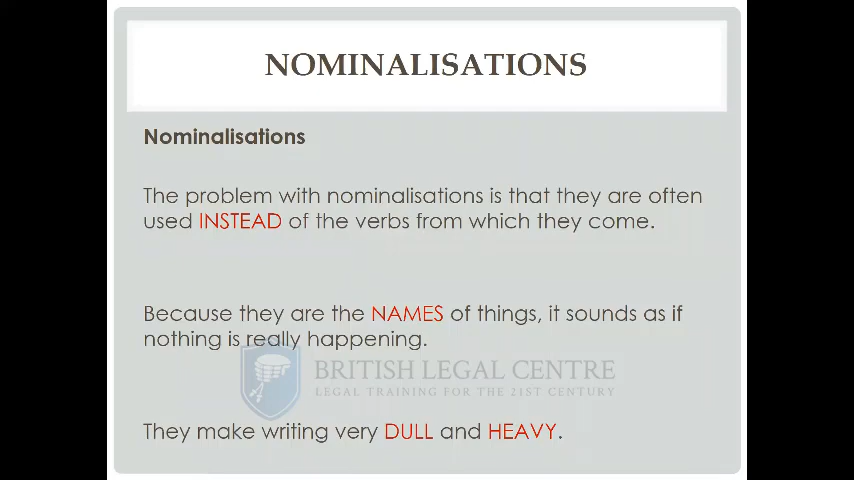 NOMINALISATIONS
Nominalisations
The problem with nominalisations is that they are often
used INSTEAD of the verbs from which they come.
Because they are the NAMES of things, it sounds as if
nothing is really happening.
BRITISH LEGAL CENTRE
LEGAL TRAINING FOR THE 21ST CENTURY
They make writing very DULL and HEAVY.